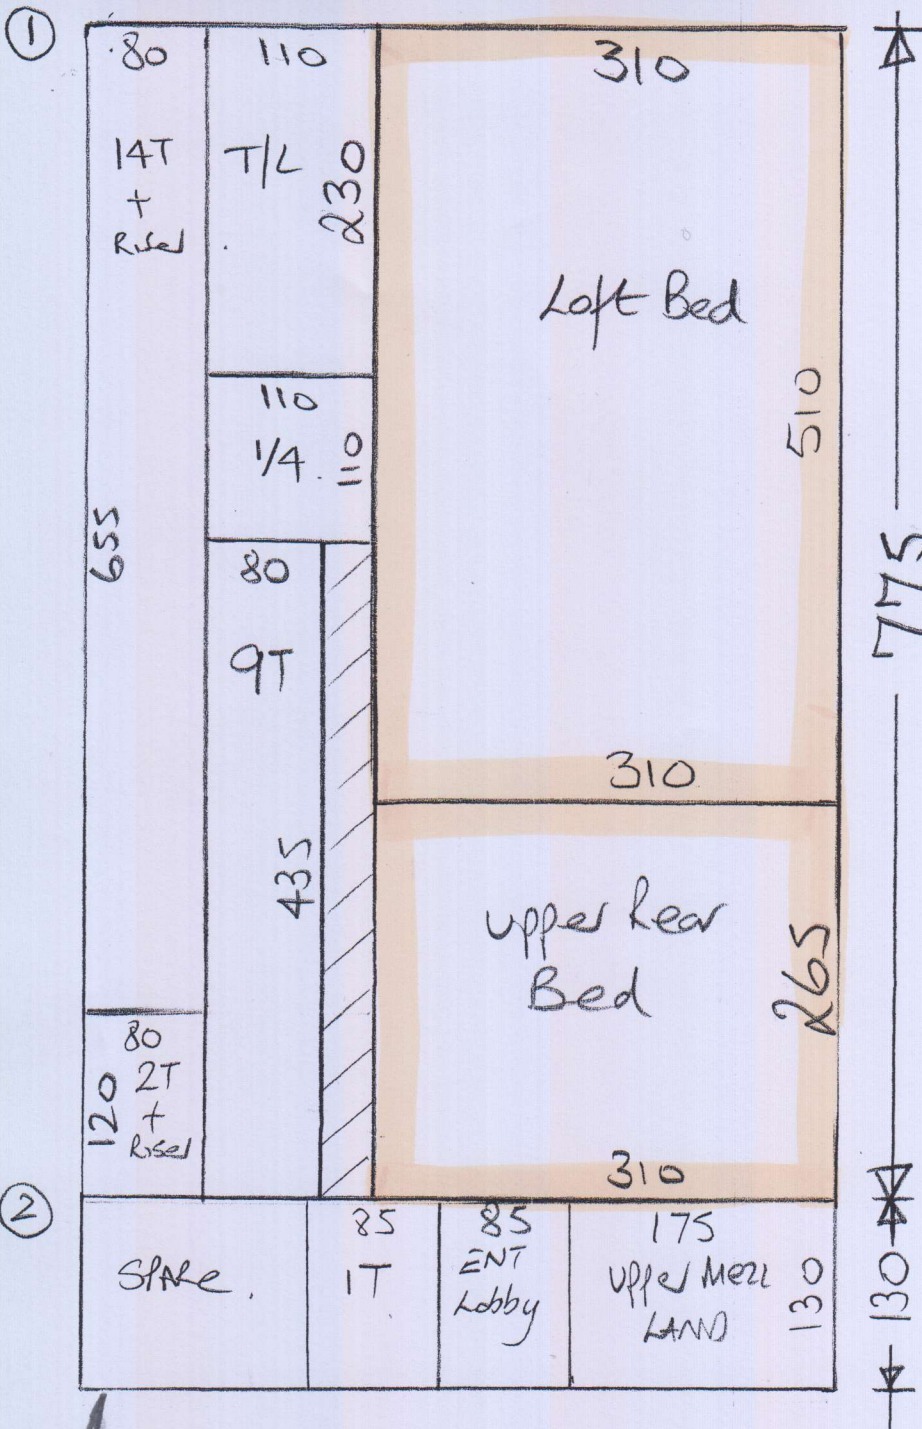 1
80
14T
+
Riser
655
80
2T
+
Riser
120
110
T/L
230
110
1/4
110
80
9T
435
310
Loft Bed
510
310
upper Rear
Bed
265
310
775
2
SPARE.
85
1T
85
ENT
Lobby
175
upper Mezz
LAND
130
130